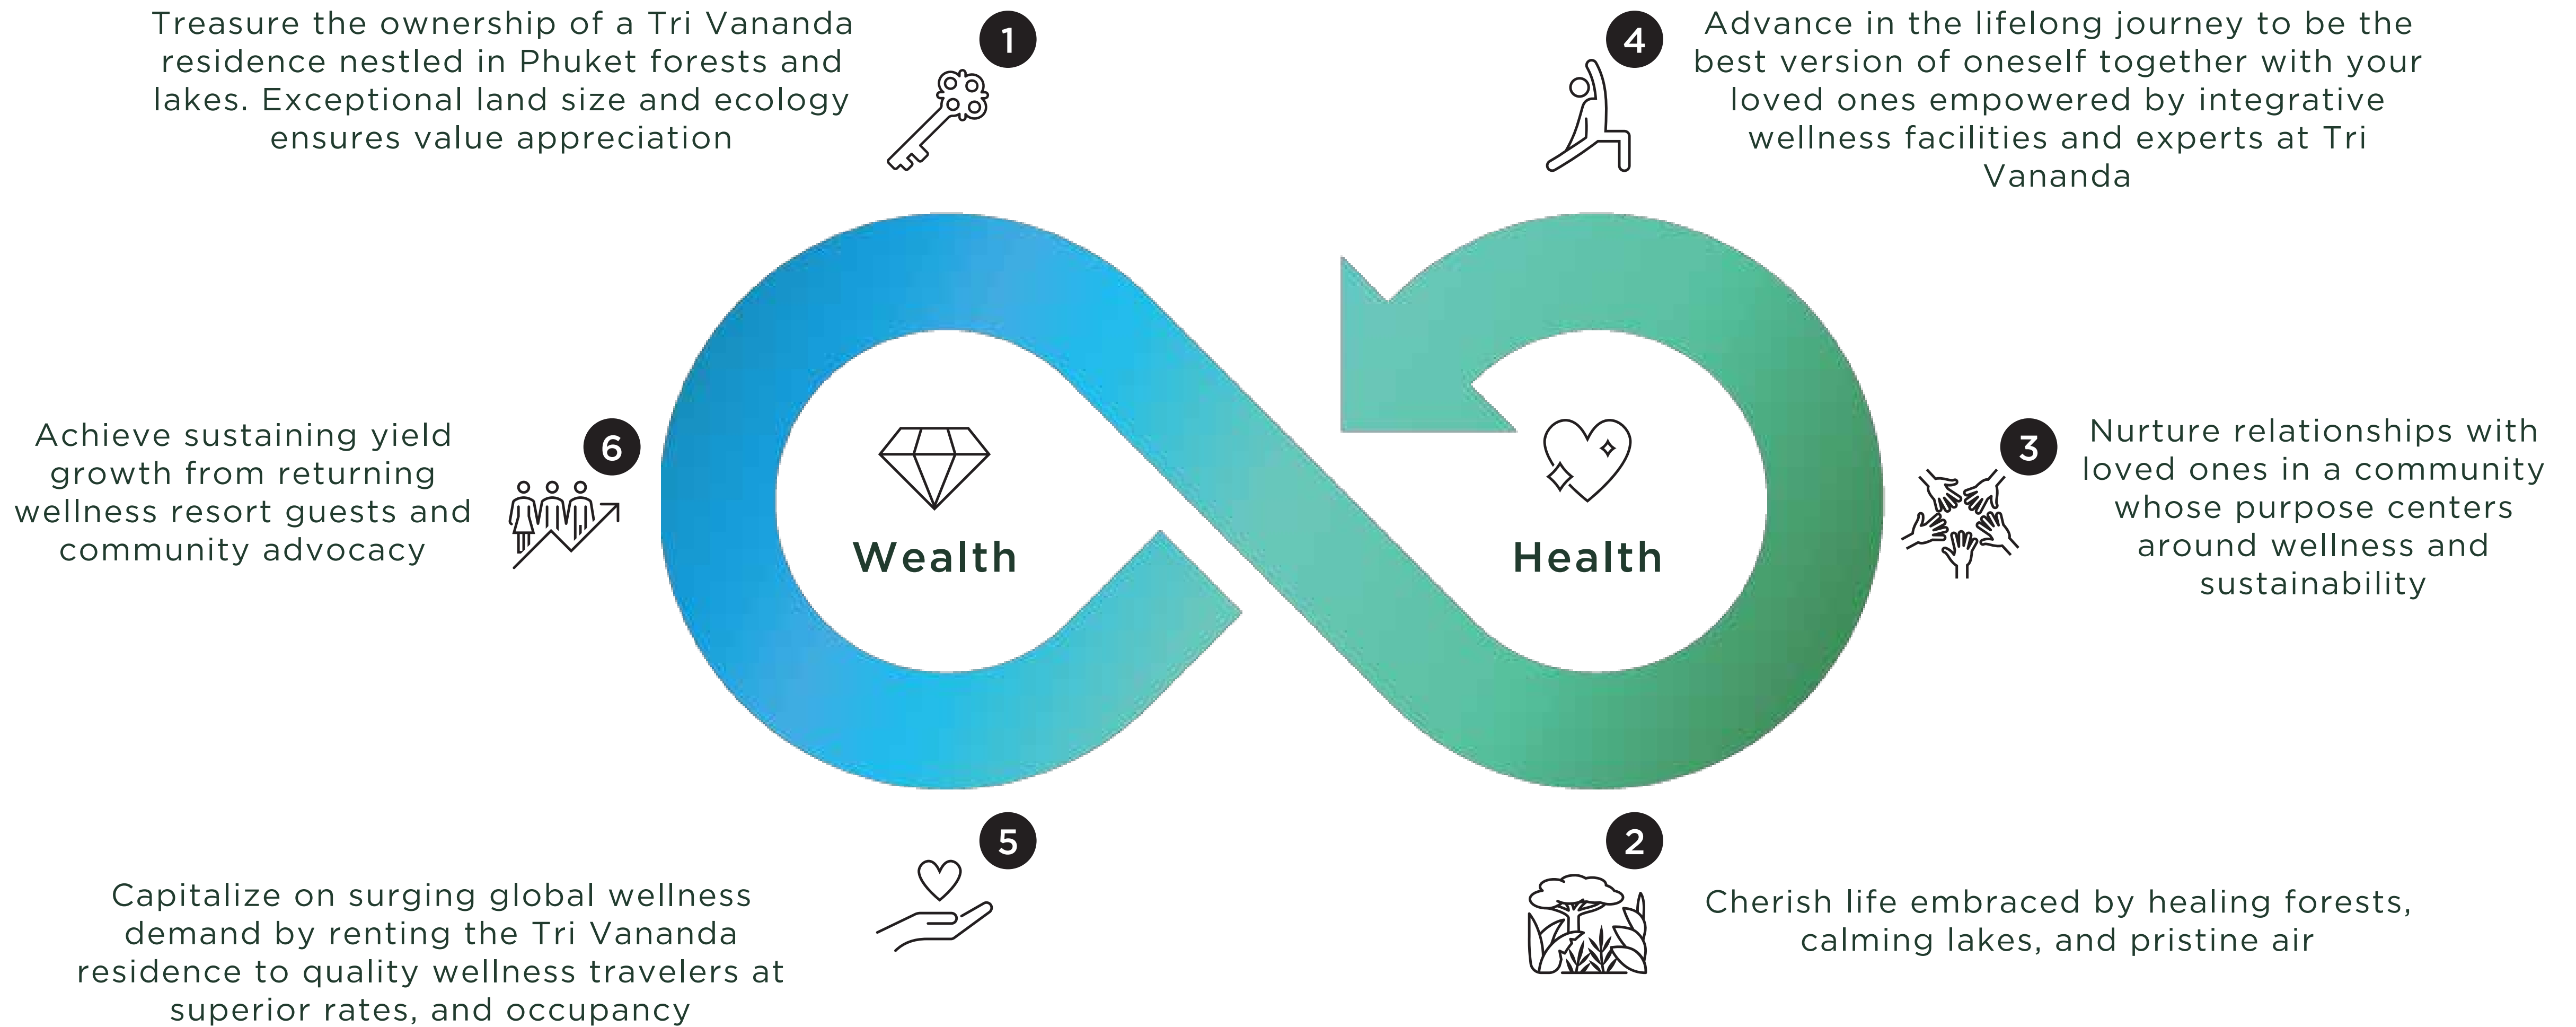 1
Treasure the ownership of a Tri Vananda
residence nestled in Phuket forests and
lakes. Exceptional land size and ecology
ensures value appreciation
4
Advance in the lifelong journey to be the
best version of oneself together with your
loved ones empowered by integrative
wellness facilities and experts at Tri
Vananda
6
Achieve sustaining yield
growth from returning
wellness resort guests and
community advocacy
Wealth
Health
3
Nurture relationships with
loved ones in a community
whose purpose centers
around wellness and
sustainability
5
Capitalize on surging global wellness
demand by renting the Tri Vananda
residence to quality wellness travelers at
superior rates, and occupancy
2
Cherish life embraced by healing forests,
calming lakes, and pristine air